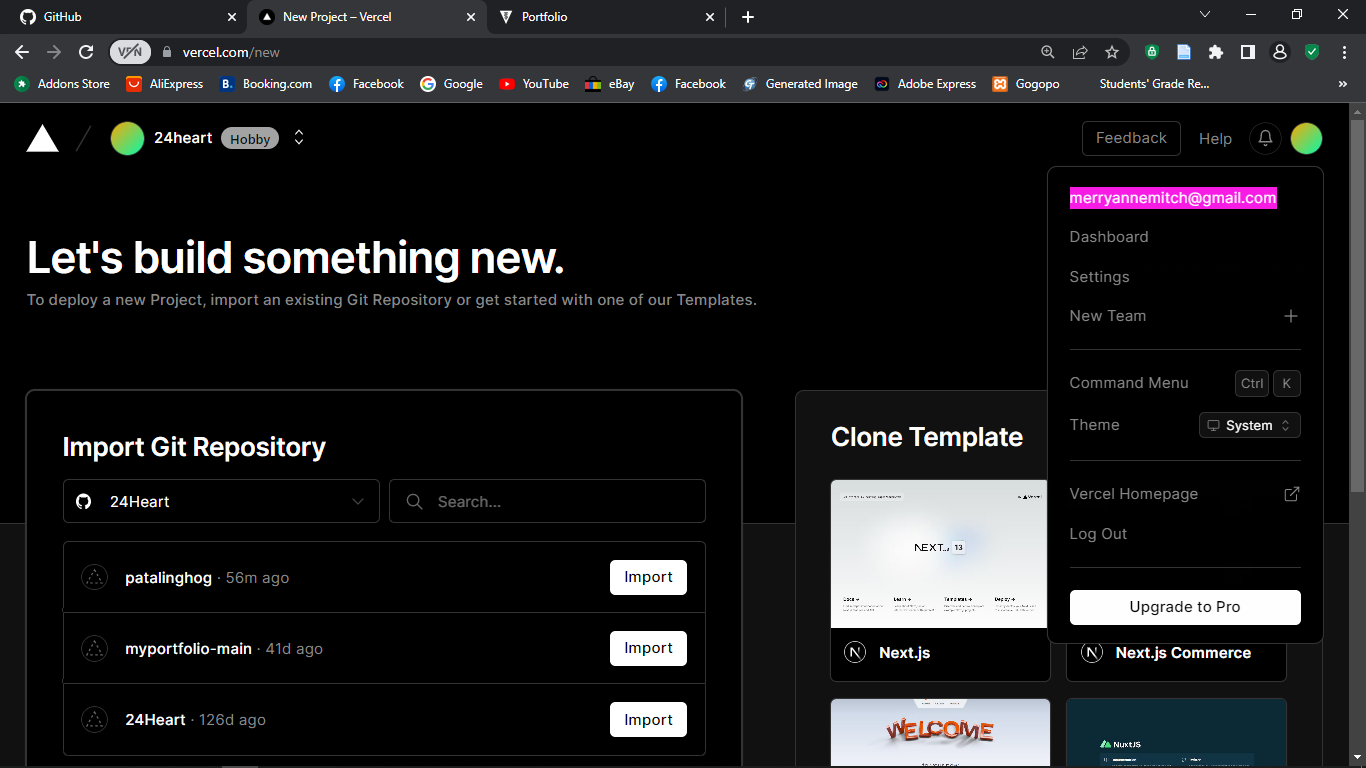 GitHub
New Project – Vercel
Portfolio
VPN
vercel.com/new
Addons Store
AliExpress
B. Booking.com
Facebook
Google
YouTube
eBay
Facebook
Generated Image
Adobe Express
Gogopo
Students' Grade Re...
24heart
Hobby
Feedback
Help
merryannemitch@gmail.com
Dashboard
Settings
New Team
Command Menu
Ctrl
K
Theme
System
Vercel Homepage
Log Out
Upgrade to Pro
Let's build something new.
To deploy a new Project, import an existing Git Repository or get started with one of our Templates.
Import Git Repository
24Heart
Search...
patalinghog · 56m ago
Import
myportfolio-main · 41d ago
Import
24Heart · 126d ago
Import
Clone Template
NEXT.JS 13
Docs →
Learn →
Templates →
Deploy →
Next.js
Next.js Commerce
WELCOME
NUXTJS